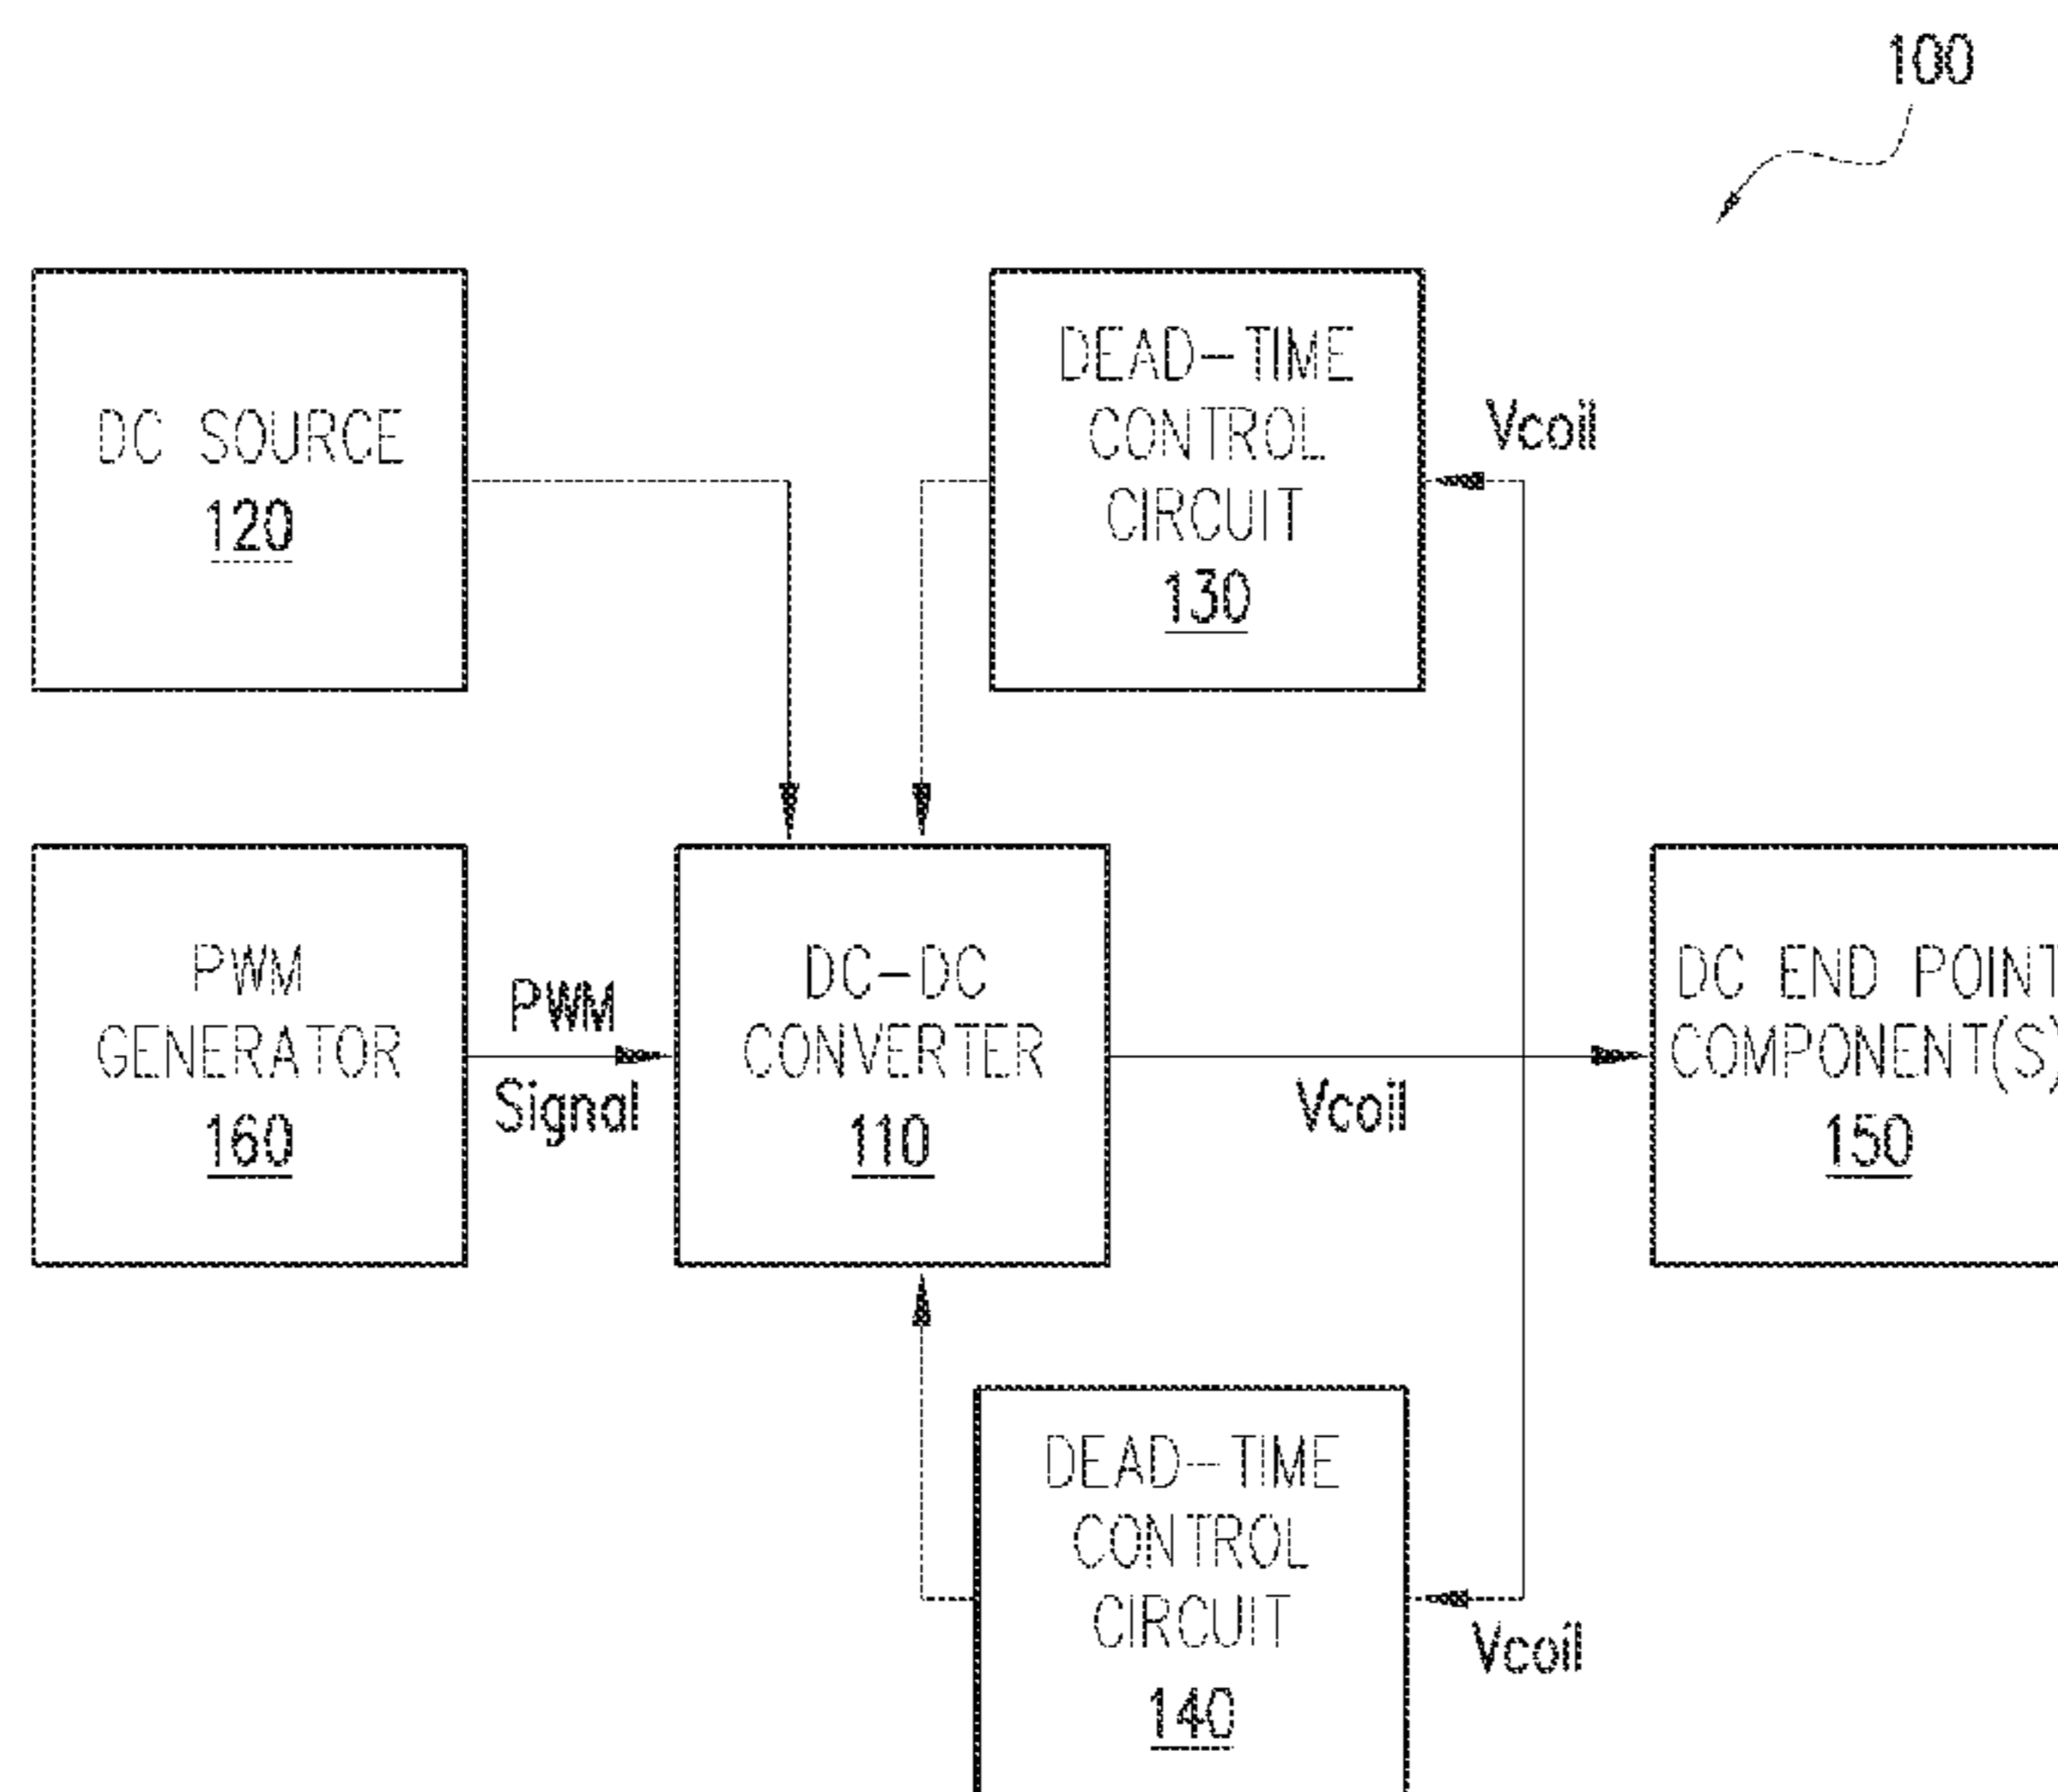 100
DC SOURCE
120
DEAD-TIME
CONTROL
CIRCUIT
130
Vcoil
PWM
GENERATOR
160
PWM
Signal
DC-DC
CONVERTER
110
Vcoil
DC END POINT
COMPONENT(S)
150
DEAD-TIME
CONTROL
CIRCUIT
140
Vcoil